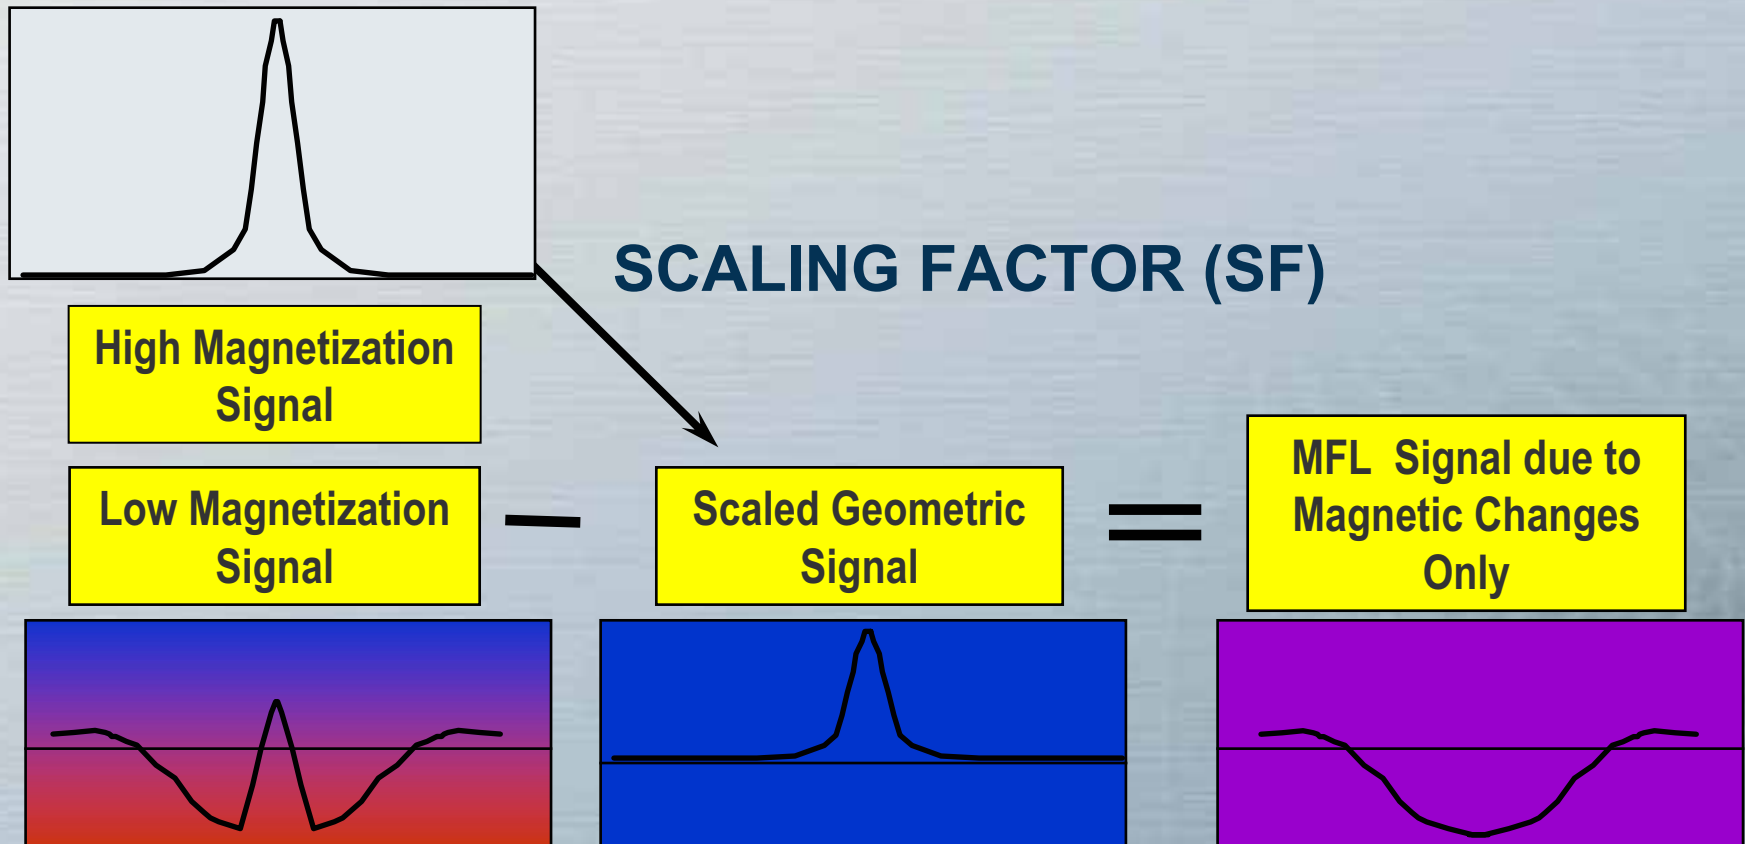 SCALING FACTOR (SF)
High Magnetization
Signal
Low Magnetization
Signal
Scaled Geometric
Signal
MFL Signal due to
Magnetic Changes
Only